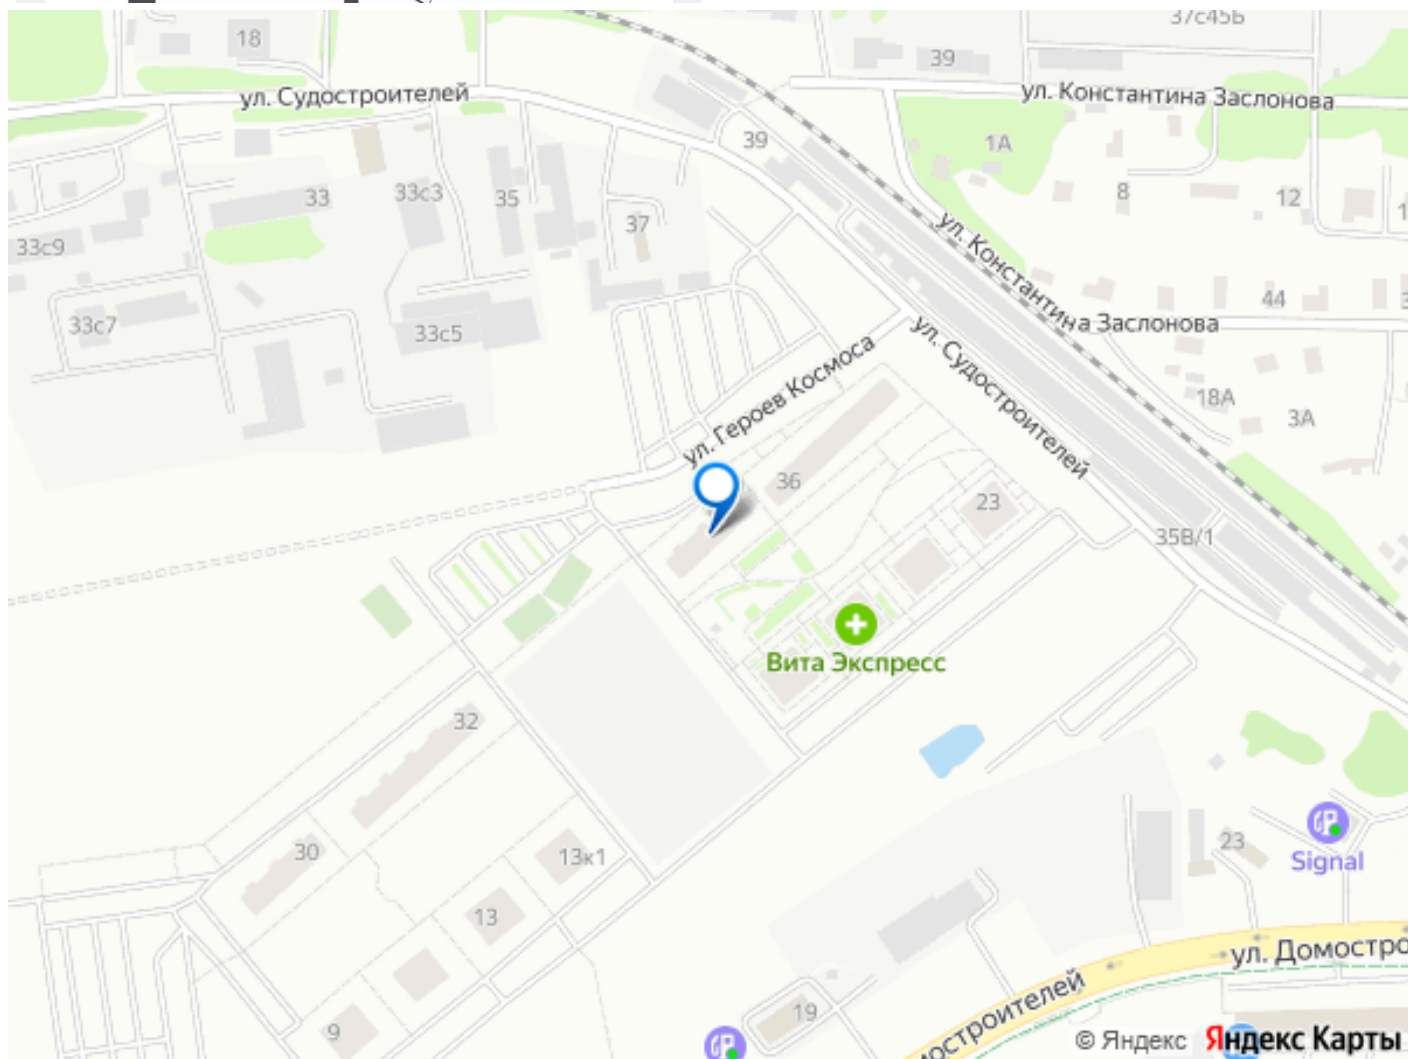 37с45Б
18
39
ул. Судостроителей
ул. Константина Заслонова
39
1А
33
33с3
35
8
12
37
33с9
ул. Константина Заслонова
44
33с7
33с5
ул. Судостроителей
ул. Героев Космоса
18А
3А
36
23
35В/1
Вита Экспресс
32
30
13к1
23
Signal
13
ул. Домостро
9
19
мостроителей
© Яндекс Яндекс Карты